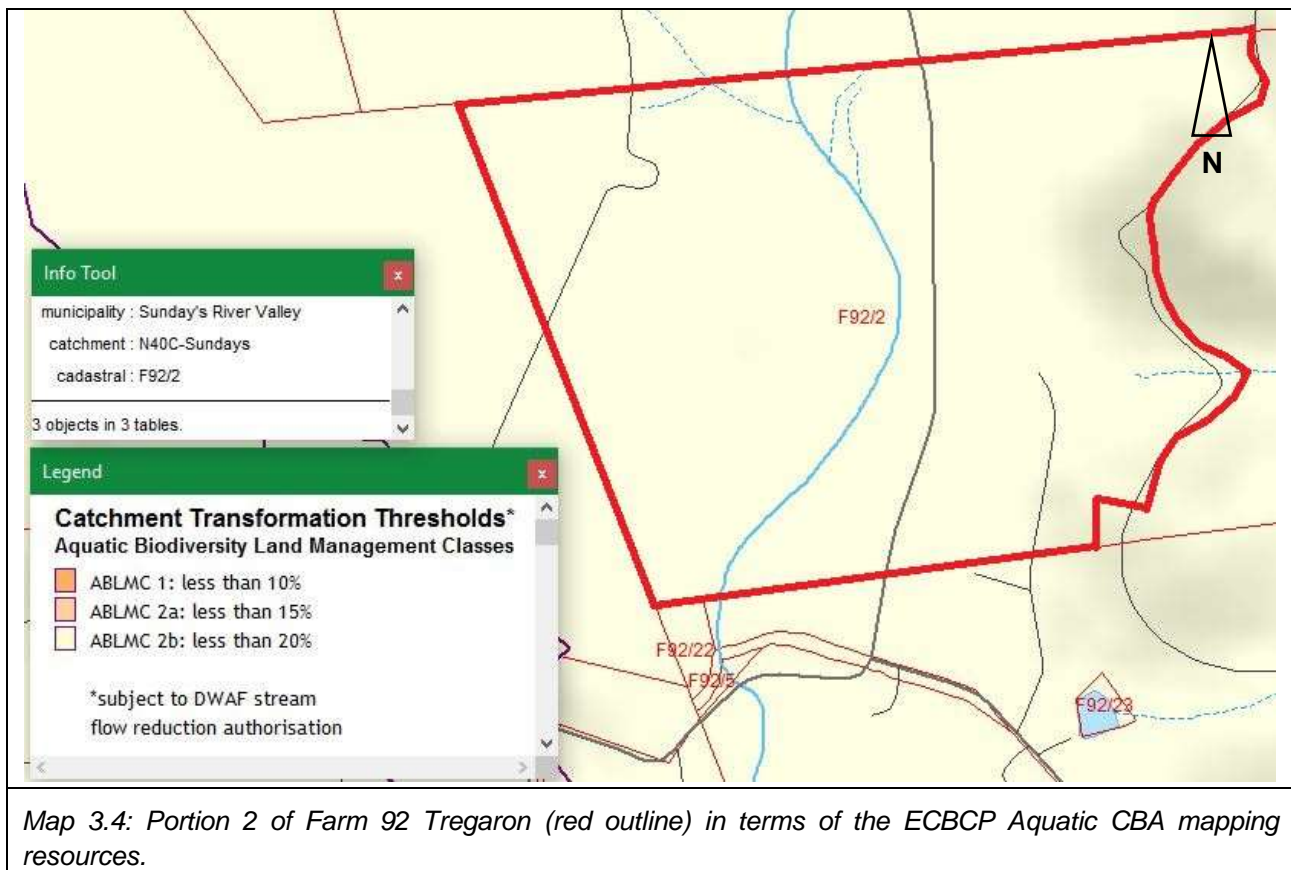 N
F92/2
Info Tool
x
municipality : Sunday's River Valley
catchment : N40C-Sundays
cadastral : F92/2
3 objects in 3 tables.
Legend
x
Catchment Transformation Thresholds*
Aquatic Biodiversity Land Management Classes
ABLMC 1: less than 10%
ABLMC 2a: less than 15%
ABLMC 2b: less than 20%
*subject to DWAF stream
flow reduction authorisation
F92/22
F92/5
F92/23
Map 3.4: Portion 2 of Farm 92 Tregaron (red outline) in terms of the ECBCP Aquatic CBA mapping
resources.